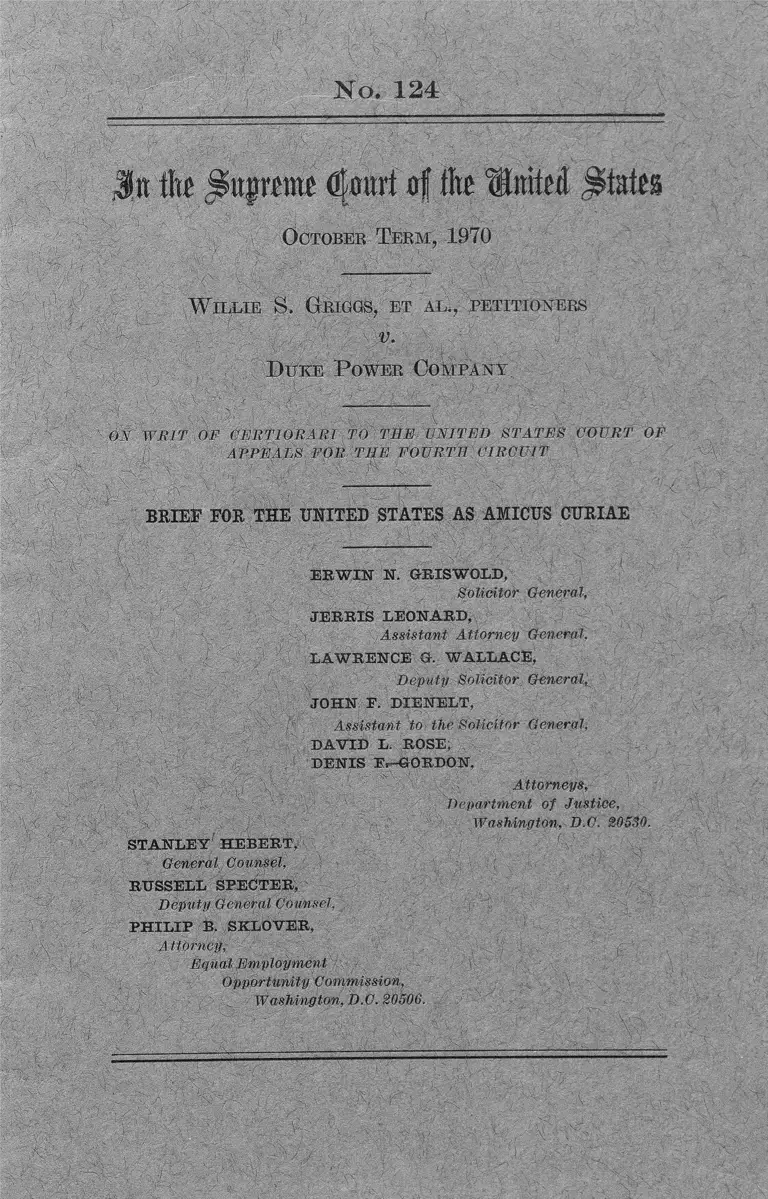 No. 124
In the Supreme Court of the United States
OCTOBER TERM, 1970
WILLIE S. GRIGGS, ET AL., PETITIONERS
v.
DUKE POWER COMPANY
ON WRIT OF CERTIORARI TO THE UNITED STATES COURT OF
APPEALS FOR THE FOURTH CIRCUIT
BRIEF FOR THE UNITED STATES AS AMICUS CURIAE
ERWIN N. GRISWOLD,
Solicitor General,
JERRIS LEONARD,
Assistant Attorney General,
LAWRENCE G. WALLACE,
Deputy Solicitor General,
JOHN F. DIENELT,
Assistant to the Solicitor General,
DAVID L. ROSE,
DENIS F. GORDON,
Attorneys,
Department of Justice,
Washington, D.C. 20530.
STANLEY HEBERT,
General Counsel,
RUSSELL SPECTER,
Deputy General Counsel,
PHILIP B. SKLOVER,
Attorney,
Equal Employment
Opportunity Commission,
Washington, D.C. 20506.